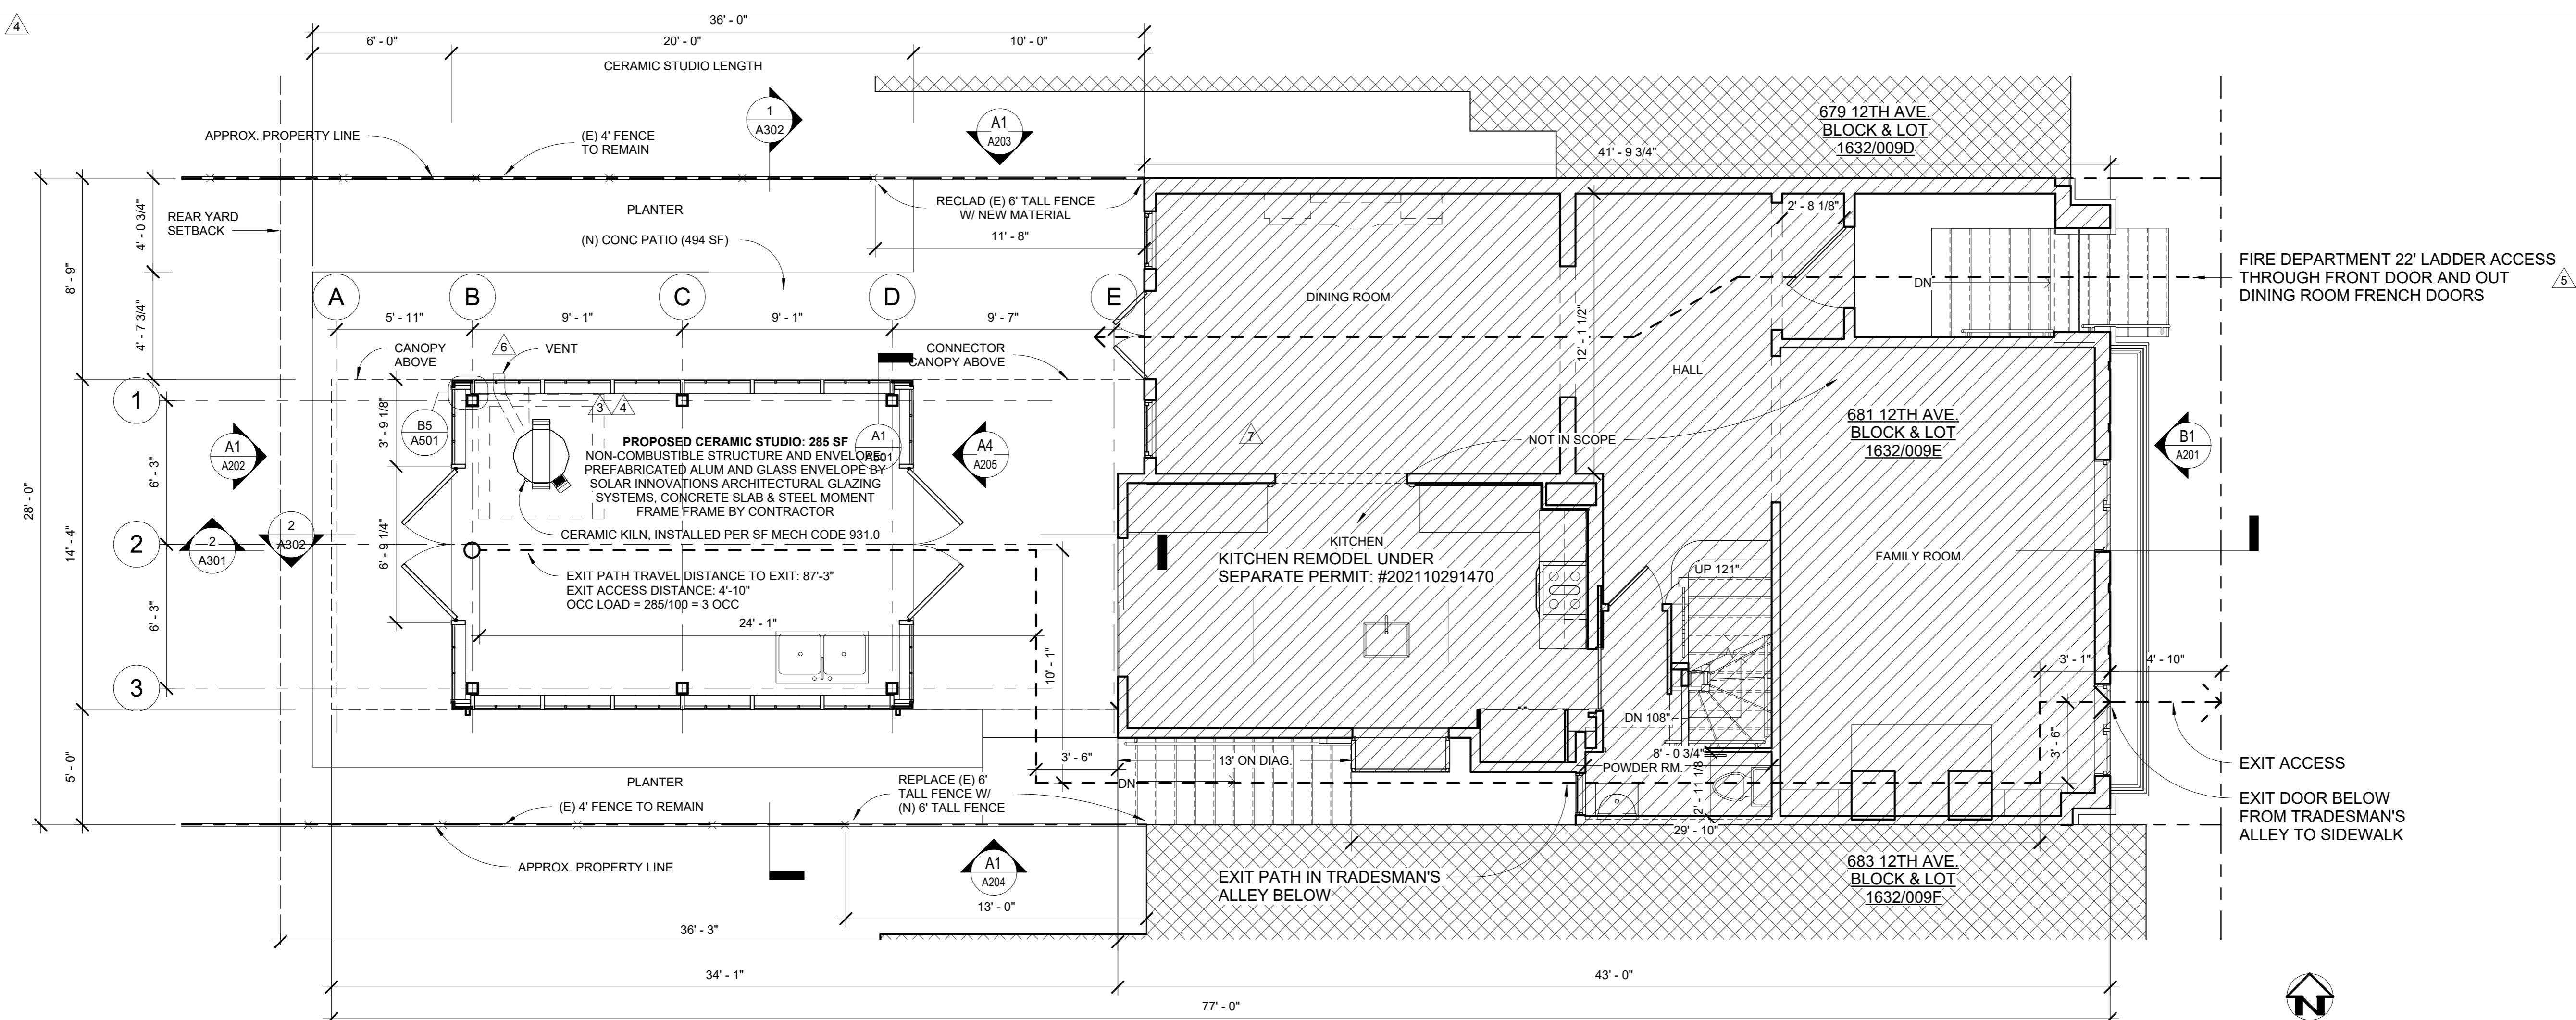 4
36' - 0"
6' - 0"
20' - 0"
10' - 0"
CERAMIC STUDIO LENGTH
1
A302
A1
A203
APPROX. PROPERTY LINE
(E) 4' FENCE
TO REMAIN
679 12TH AVE.
BLOCK & LOT
1632/009D
41' - 9 3/4"
REAR YARD
SETBACK
PLANTER
RECLAD (E) 6' TALL FENCE
W/ NEW MATERIAL
2' - 8 1/8"
4' - 0 3/4"
(N) CONC PATIO (494 SF)
11' - 8"
8' - 9"
FIRE DEPARTMENT 22' LADDER ACCESS
THROUGH FRONT DOOR AND OUT
DINING ROOM FRENCH DOORS
5
DN
A
B
C
D
E
DINING ROOM
4' - 7 3/4"
5' - 11"
9' - 1"
9' - 1"
9' - 7"
12' - 1 1/2"
CANOPY
ABOVE
6
VENT
CONNECTOR
CANOPY ABOVE
HALL
1
3
4
3' - 9 1/8"
B5
A501
A1
A501
681 12TH AVE.
BLOCK & LOT
1632/009E
7
NOT IN SCOPE
A1
A202
A4
A205
B1
A201
PROPOSED CERAMIC STUDIO: 285 SF
NON-COMBUSTIBLE STRUCTURE AND ENVELOPE:
PREFABRICATED ALUM AND GLASS ENVELOPE BY
SOLAR INNOVATIONS ARCHITECTURAL GLAZING
SYSTEMS, CONCRETE SLAB & STEEL MOMENT
FRAME FRAME BY CONTRACTOR
6' - 3"
28' - 0"
14' - 4"
2
A301
2
A302
2
6' - 9 1/4"
CERAMIC KILN, INSTALLED PER SF MECH CODE 931.0
KITCHEN
KITCHEN REMODEL UNDER
SEPARATE PERMIT: #202110291470
FAMILY ROOM
UP 121"
EXIT PATH TRAVEL DISTANCE TO EXIT: 87'-3"
EXIT ACCESS DISTANCE: 4'-10"
OCC LOAD = 285/100 = 3 OCC
6' - 3"
24' - 1"
10' - 1"
3
3' - 1"
4' - 10"
DN 108"
5' - 0"
3' - 6"
13' ON DIAG.
8' - 0 3/4"
POWDER RM.
3' - 6"
EXIT ACCESS
PLANTER
REPLACE (E) 6'
TALL FENCE W/
(N) 6' TALL FENCE
DN
2' - 11 1/8"
(E) 4' FENCE TO REMAIN
EXIT DOOR BELOW
FROM TRADESMAN'S
ALLEY TO SIDEWALK
29' - 10"
APPROX. PROPERTY LINE
A1
A204
EXIT PATH IN TRADESMAN'S
ALLEY BELOW
683 12TH AVE.
BLOCK & LOT
1632/009F
13' - 0"
36' - 3"
34' - 1"
43' - 0"
77' - 0"
N